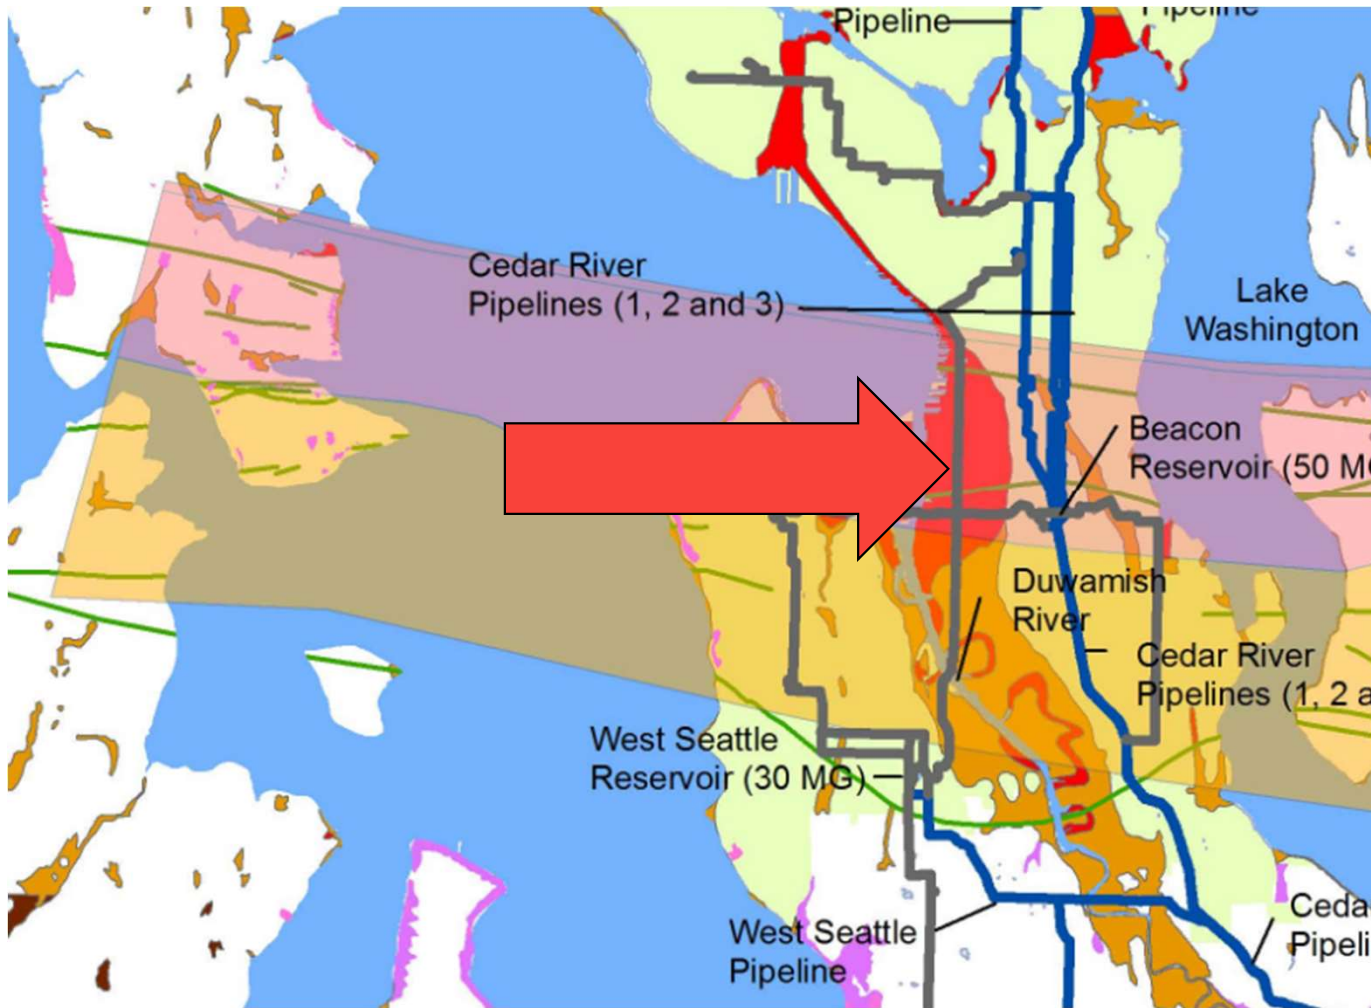 Pipeline
Pipeline
Cedar River
Pipelines (1, 2 and 3)
Lake
Washington
Beacon
Reservoir (50 M
Duwamish
River
Cedar River
Pipelines (1, 2 a
West Seattle
Reservoir (30 MG)
West Seattle
Pipeline
Ceda
Pipeli